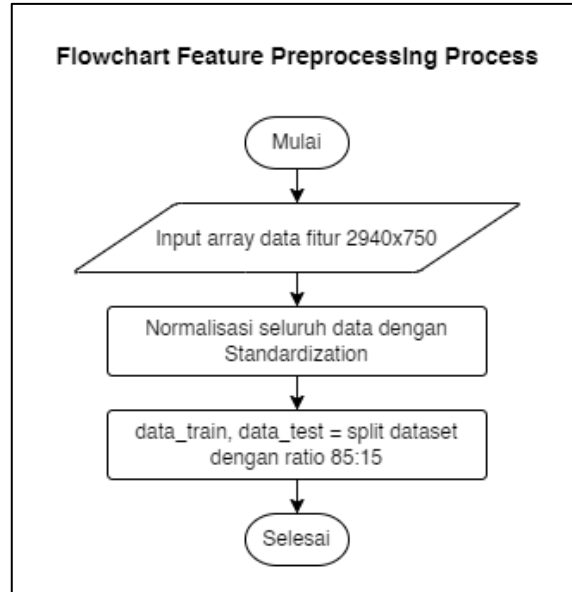 Flowchart Feature Preprocessing Process
Mulai
Input array data fitur 2940x750
Normalisasi seluruh data dengan
Standardization
data_train, data_test = split dataset
dengan ratio 85:15
Selesai